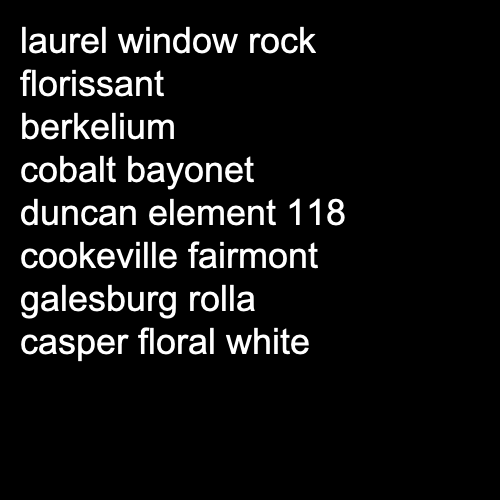 laurel window rock
florissant
berkelium
cobalt bayonet
duncan element 118
cookeville fairmont
galesburg rolla
casper floral white